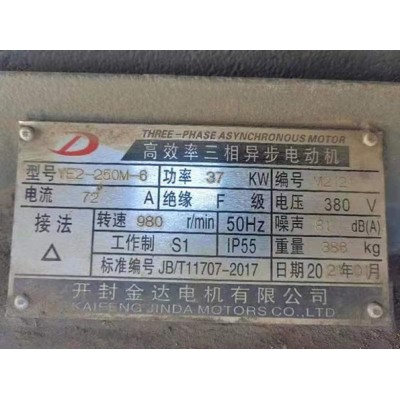 D
THREE-PHASE ASYNCHRONOUS MOTOR
高效率三相异步电动机
型号 YE2-250M-6 功率 37 KW 编号
电流 72 A 绝缘 F 级 电压 380 V
接法 转速 980 r/min 50Hz 噪声 dB(A)
△ 工作制 S1 IP55 重量 kg
标准编号 JB/T11707-2017 日期 20 年01月
开封金达电机有限公司
KAIFENG JINDA MOTORS CO.,LTD